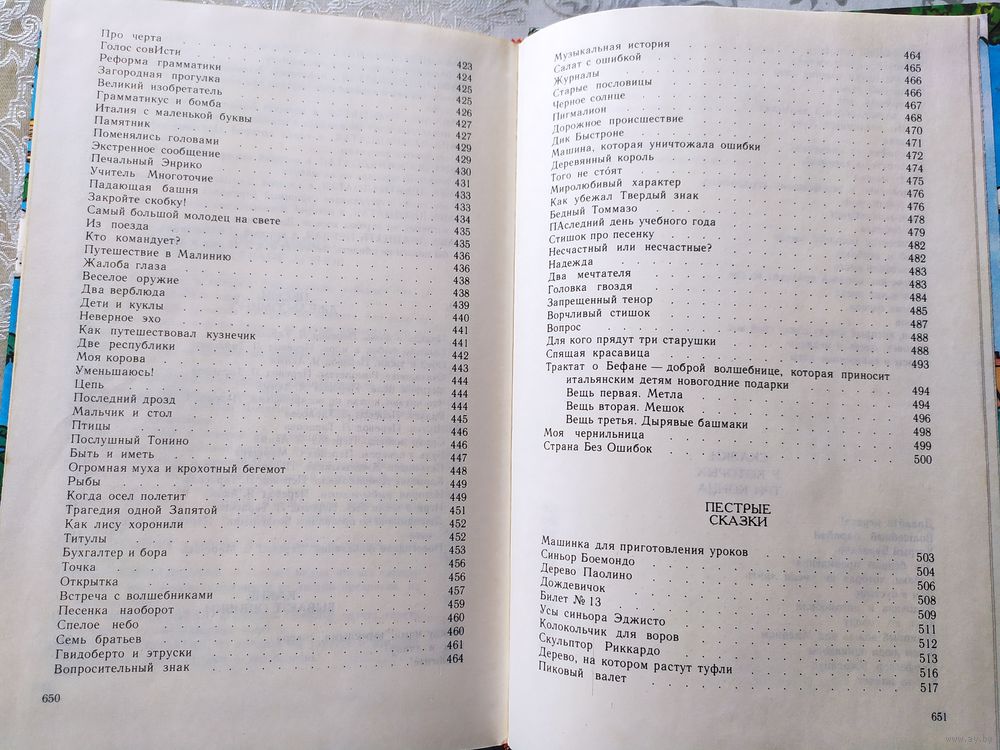 Про черта 423
Голос совИсти 424
Реформа грамматики 425
Загородная прогулка 425
Великий изобретатель 426
Грамматикус и бомба 427
Италия с маленькой буквы 427
Памятник 429
Поменялись головами 429
Экстренное сообщение 430
Печальный Энрико 431
Учитель Многоточие 433
Падающая башня 433
Закройте скобку! 434
Самый большой молодец на свете 435
Из поезда 435
Кто командует? 436
Путешествие в Малинию 436
Жалоба глаза 438
Веселое оружие 438
Два верблюда 439
Дети и куклы 440
Неверное эхо 441
Как путешествовал кузнечик 441
Две республики 442
Моя корова 443
Уменьшаюсь! 444
Цепь 444
Последний дрозд 444
Мальчик и стол 445
Птицы 446
Послушный Тонино 446
Быть и иметь 447
Огромная муха и крохотный бегемот 448
Рыбы 449
Когда осел полетит 449
Трагедия одной Запятой 451
Как лису хоронили 452
Титулы 452
Бухгалтер и бора 453
Точка 456
Открытка 456
Встреча с волшебниками 457
Песенка наоборот 459
Спелое небо 460
Семь братьев 460
Гвидоберто и этруски 461
Вопросительный знак 464
650
Музыкальная история 464
Салат с ошибкой 465
Журналы 466
Старые пословицы 466
Черное солнце 467
Пигмалион 468
Дорожное происшествие 470
Дик Быстроне 471
Машина, которая уничтожала ошибки 472
Деревянный король 474
Того не стоят 475
Миролюбивый характер 476
Как убежал Твердый знак 476
Бедный Томмазо 478
ПАследний день учебного года 479
Стишок про песенку 482
Несчастный или несчастные? 482
Надежда 483
Два мечтателя 483
Головка гвоздя 484
Запрещенный тенор 485
Ворчливый стишок 487
Вопрос 488
Для кого прядут три старушки 488
Спящая красавица 493
Трактат о Бефане — доброй волшебнице, которая приносит
итальянским детям новогодние подарки 494
Вещь первая. Метла 494
Вещь вторая. Мешок 496
Вещь третья. Дырявые башмаки 498
Моя чернильница 499
Страна Без Ошибок 500
ПЕСТРЫЕ
СКАЗКИ
Машинка для приготовления уроков 503
Синьор Боемондо 504
Дерево Паолино 506
Дождевичок 508
Билет № 13 509
Усы синьора Эджисто 511
Колокольчик для воров 512
Скульптор Риккардо 513
Дерево, на котором растут туфли 516
Пиковый валет 517
651
www.ay.by